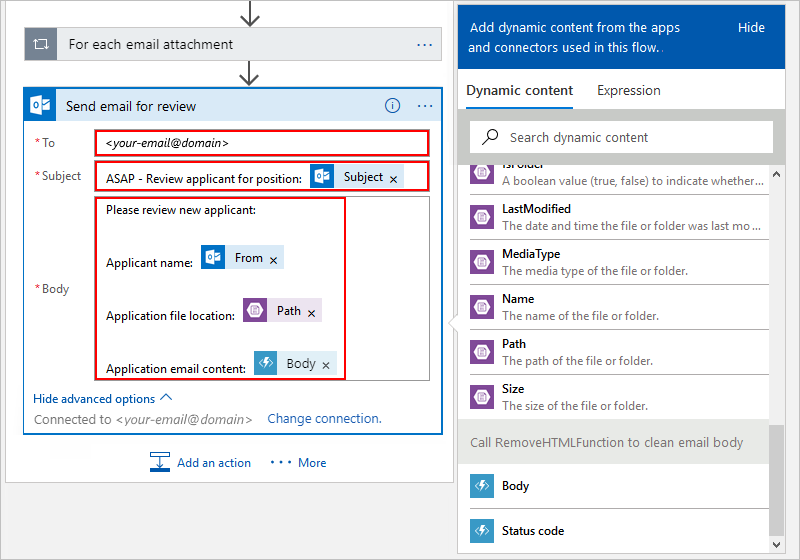 For each email attachment
...
Send email for review
...
* To
<your-email@domain>
* Subject
ASAP - Review applicant for position: Subject ×
Please review new applicant:
Applicant name: From ×
* Body
Application file location: Path ×
Application email content: Body ×
Hide advanced options
Connected to <your-email@domain> Change connection.
Add an action ... More
Add dynamic content from the apps
and connectors used in this flow.
Hide
Dynamic content Expression
Search dynamic content
IsFolder
A boolean value (true, false) to indicate whether...
LastModified
The date and time the file or folder was last mo ...
MediaType
The media type of the file or folder.
Name
The name of the file or folder.
Path
The path of the file or folder.
Size
The size of the file or folder.
Call RemoveHTMLFunction to clean email body
Body
Status code